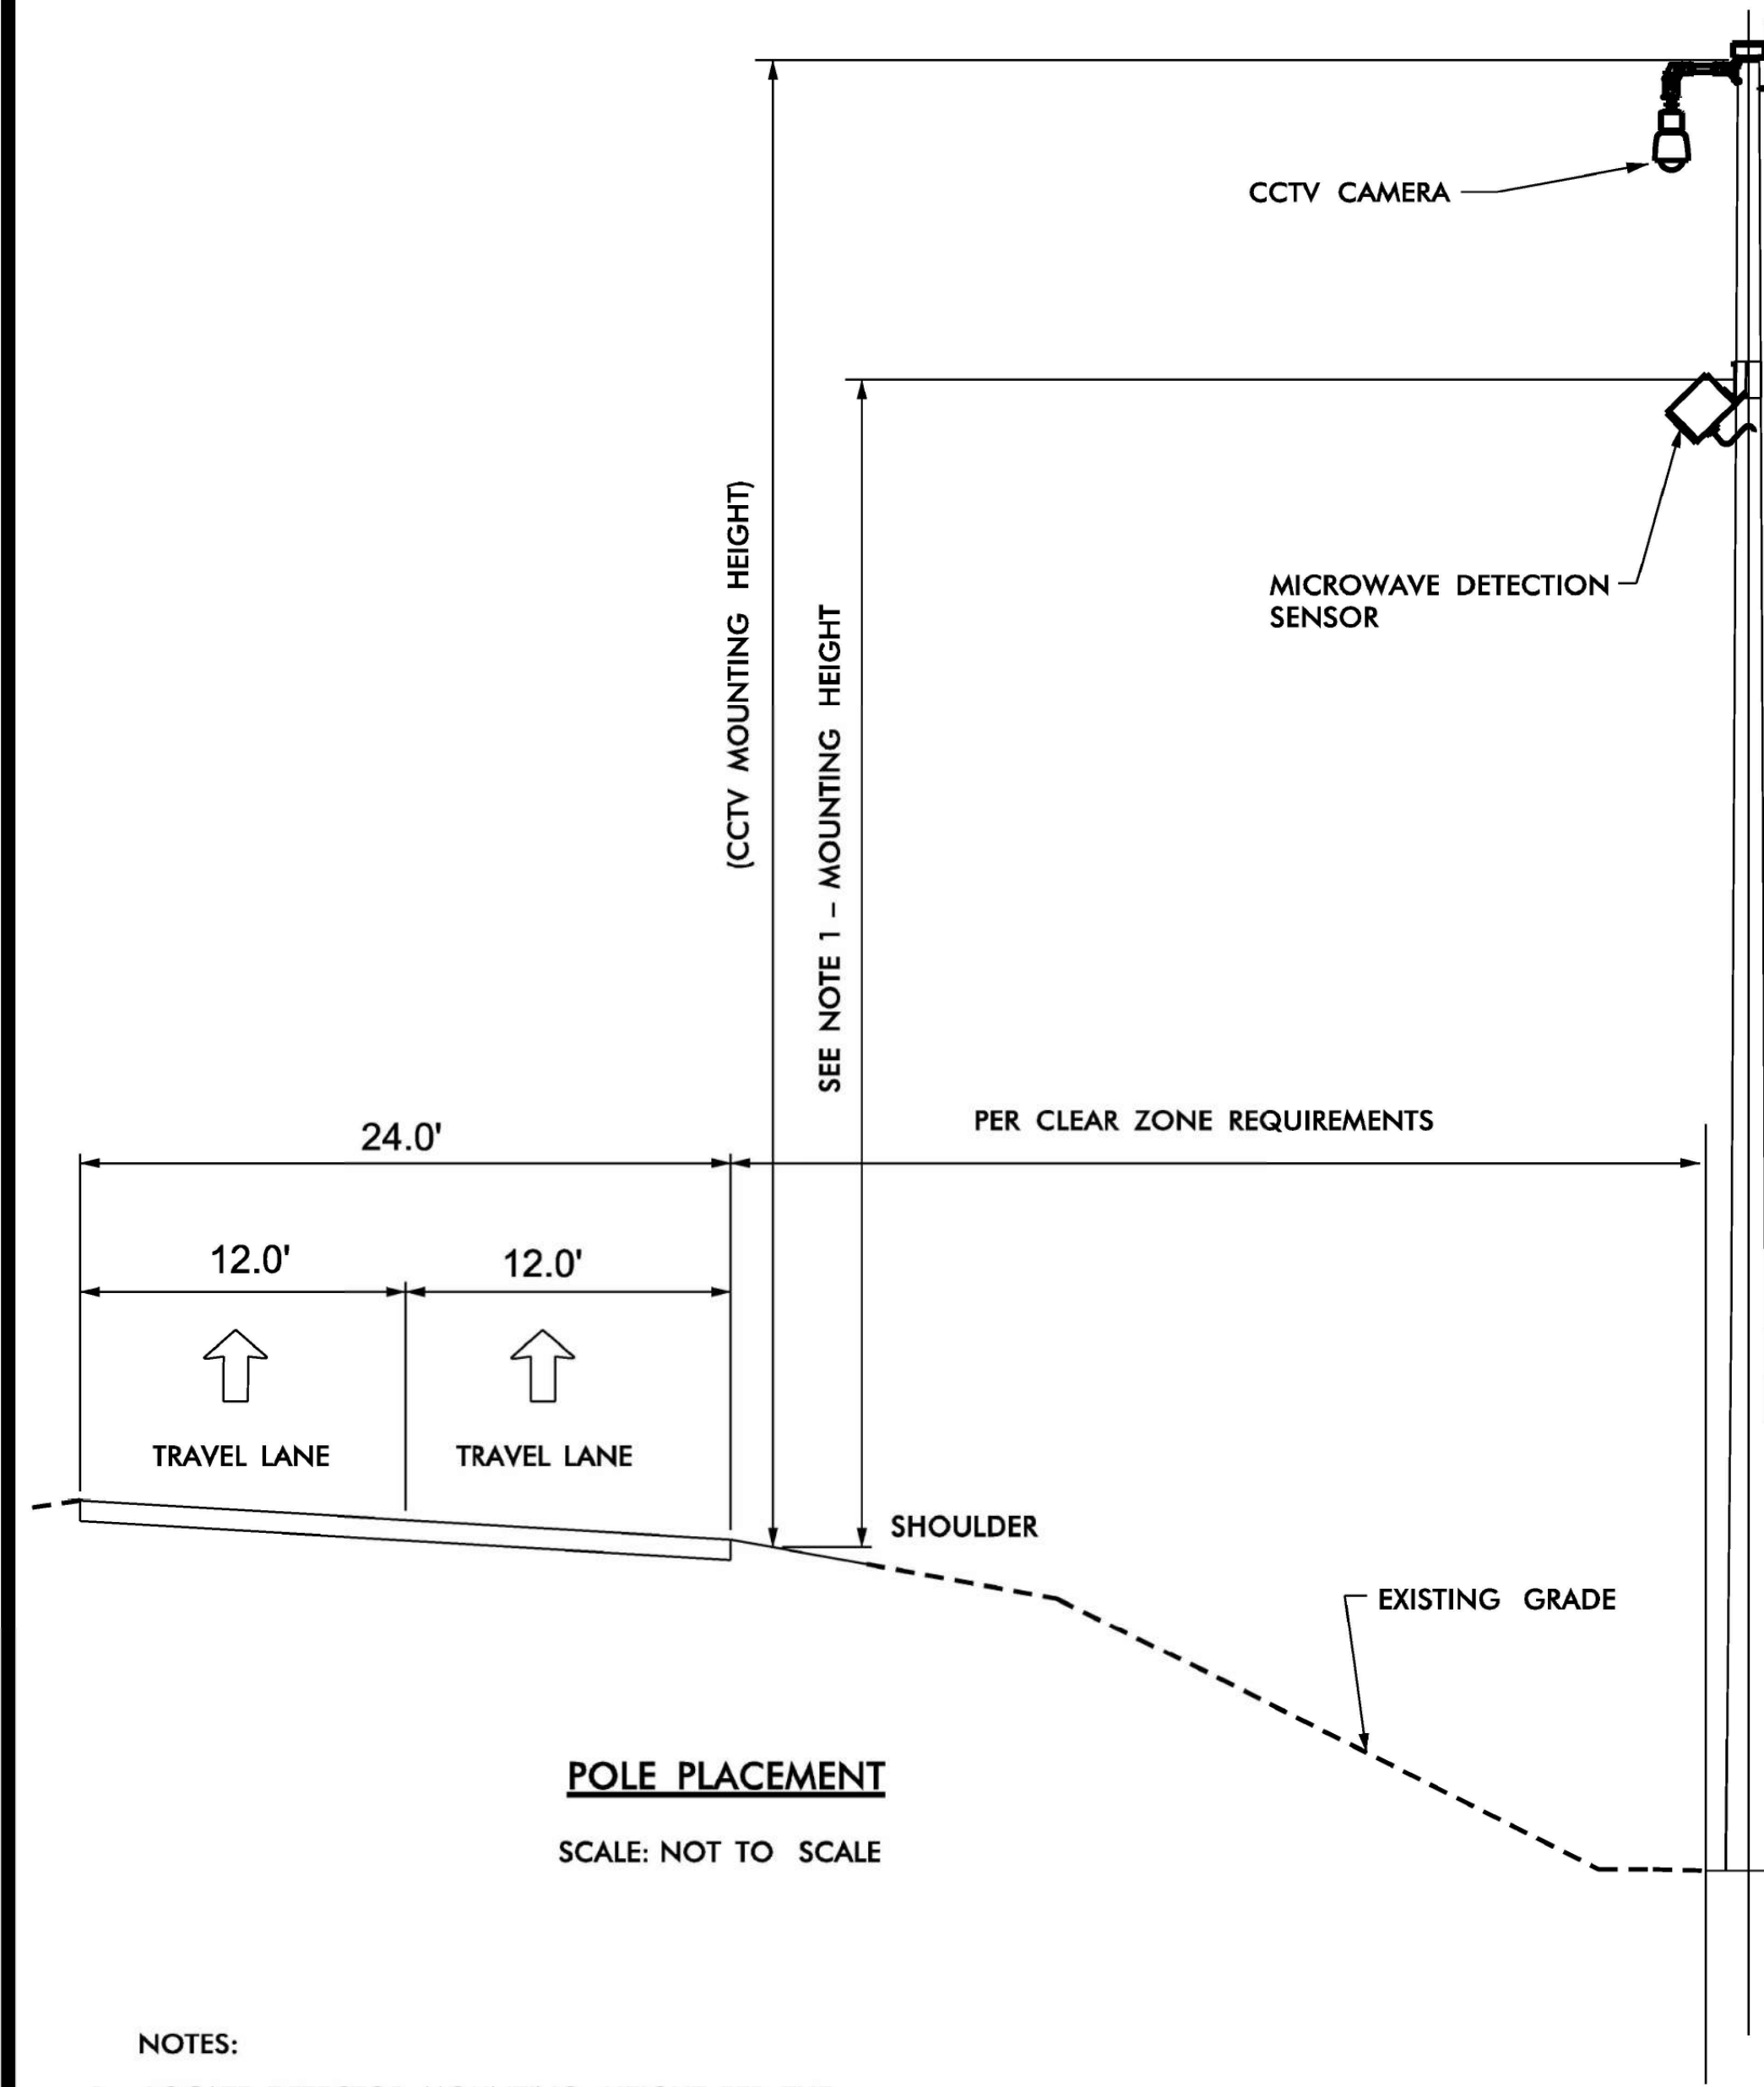 CCTV CAMERA
MICROWAVE DETECTION
SENSOR
(CCTV MOUNTING HEIGHT)
SEE NOTE 1 - MOUNTING HEIGHT
PER CLEAR ZONE REQUIREMENTS
24.0'
12.0'
12.0'
TRAVEL LANE
TRAVEL LANE
SHOULDER
EXISTING GRADE
POLE PLACEMENT
SCALE: NOT TO SCALE
NOTES: